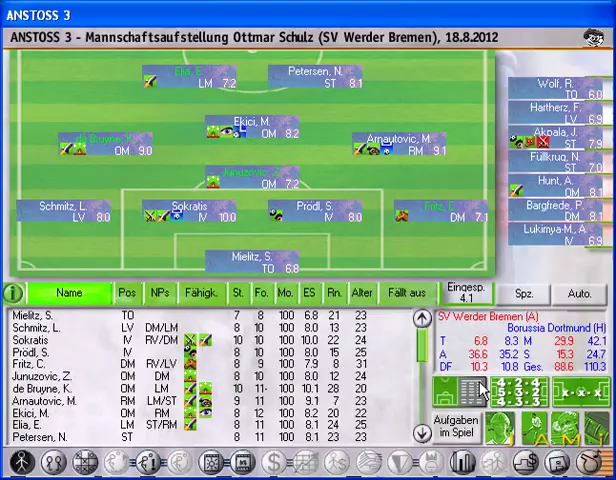 ANSTOSS 3
ANSTOSS 3 - Mannschaftsaufstellung Ottmar Schulz (SV Werder Bremen), 18.8.2012
Elia, E.
LM 7.2
Petersen, N.
ST 8.1
Ekici, M.
OM 8.2
de Bruyne,
OM 9.0
Arnautovic, M.
RM 9.1
Junuzovic, Z.
OM 7.2
Schmitz, L.
LV 8.0
Sokratis
IV 10.0
Prödl, S.
IV 8.0
Fritz, C.
DM 7.1
Mielitz, S.
TO 6.8
Wolf, R.
TO 6.0
Hartherz, F.
LV 6.9
Akpala, J.
ST 7.9
Füllkrug, N.
ST 7.1
Hunt, A.
OM 8.1
Bargfrede, P.
DM 8.1
Lukimya-M., A.
IV 6.9
Name Pos NPs Fähigk. St. Fo. Mo. ES Rn. Alter Fällt aus Eingesp. 4.1 Spz. Auto.
Mielitz, S. TO 7 8 100 6.8 21 23
Schmitz, L. LV DM/LM 8 10 100 8.0 13 23
Sokratis IV RV/DM 9 10 100 10.0 22 24
Prödl, S. IV 8 10 100 8.0 15 25
Fritz, C. DM RV/LV 8 9 100 7.9 8 31
Junuzovic, Z. OM DM 8 10 100 8.0 12 24
de Bruyne, K. OM LM 10 11- 100 10.1 28 20
Arnautovic, M. RM LM/ST 9 11 100 9.1 7 23
Ekici, M. OM RM 8 12 100 8.2 20 22
Elia, E. LM ST/RM 8 11 100 8.1 10 24
Petersen, N. ST 8 11 100 8.1 23 23
SV Werder Bremen (A)
Borussia Dortmund (H)
T 6.8 8.3 M 29.9 42.1
A 36.6 35.2 S 15.3 24.7
DF 10.3 10.8 Ges. 88.6 110.3
4-2-4
4-5-1
x-x-x
Aufgaben
im Spiel